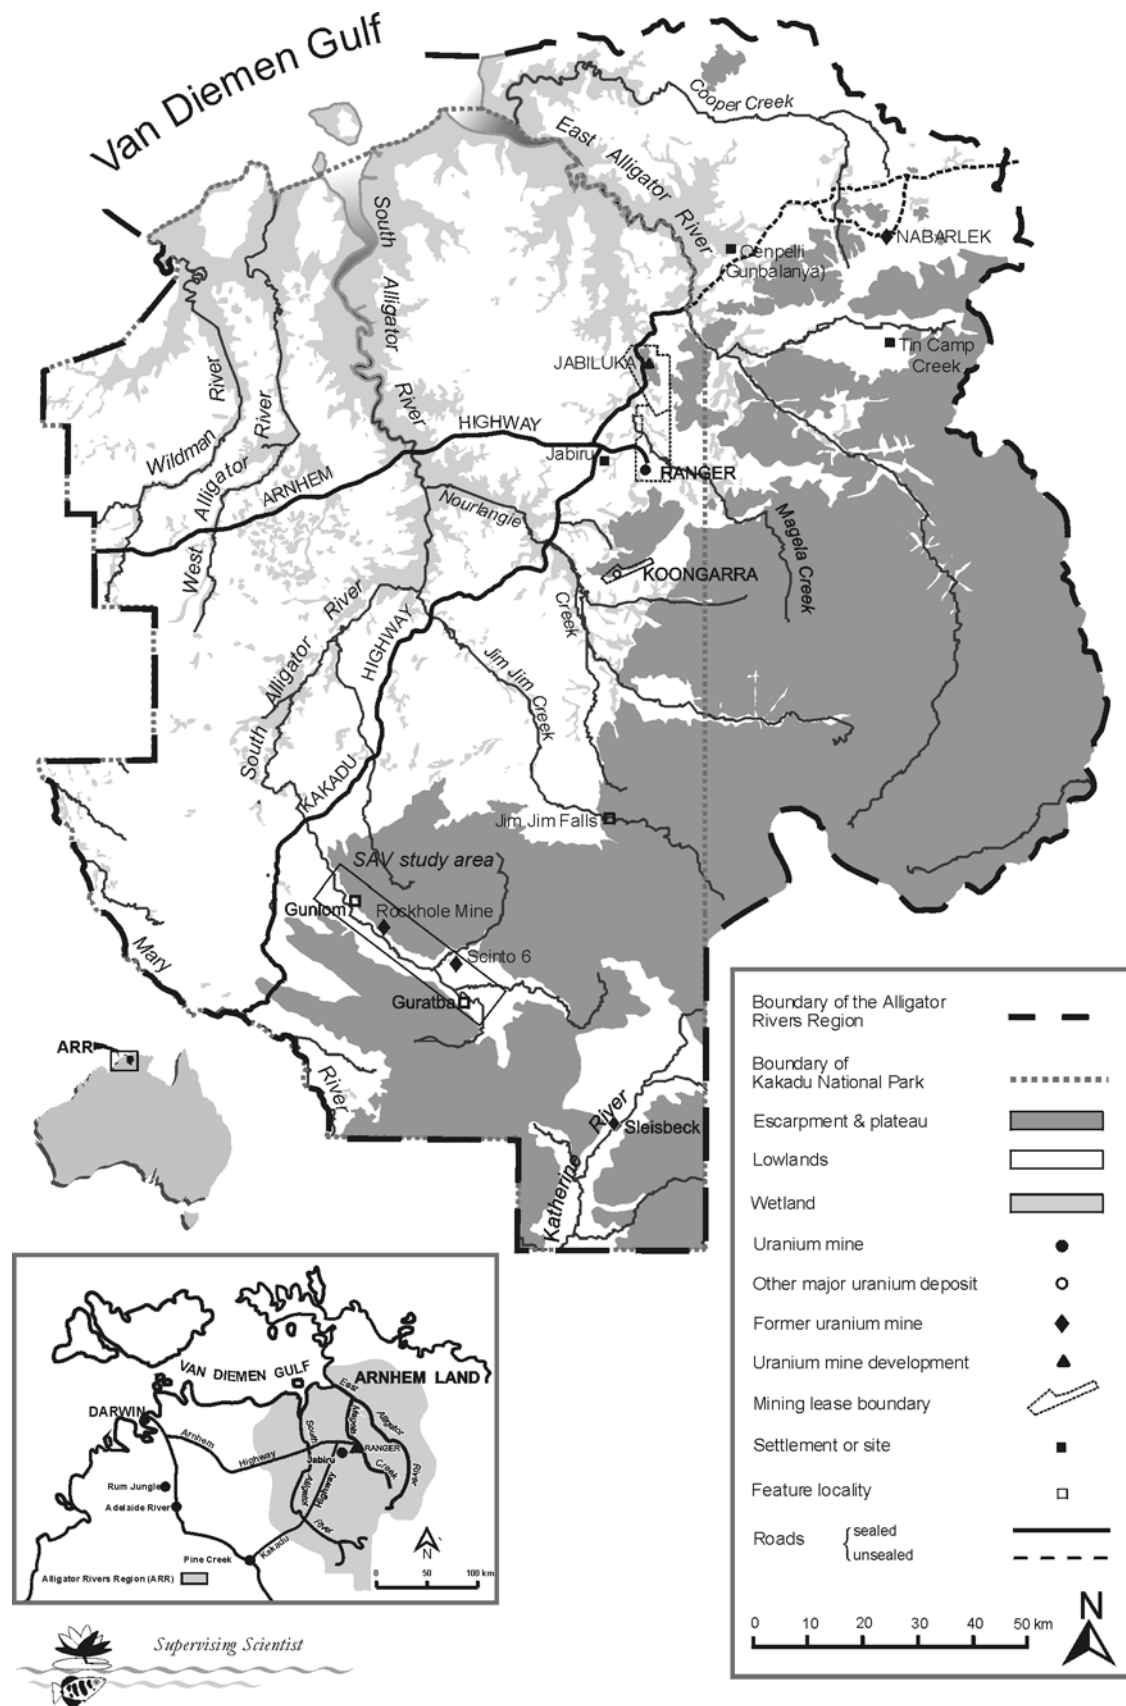 Van Diemen Gulf
Cooper Creek
East Alligator River
South Alligator River
NABARLEK
Oenpelli
(Gunbalanya)
Tin Camp
Creek
JABILUKA
Wildman River
West Alligator River
ARNHEM HIGHWAY
Jabiru
RANGER
Nourlangie Creek
Magela Creek
KOONGARRA
South Alligator River
KAKADU HIGHWAY
Jim Jim Creek
Jim Jim Falls
SAV study area
Gunlom
Rockhole Mine
Scinto 6
Guratba
Mary River
Katherine River
Sleisbeck
ARR
Boundary of the Alligator
Rivers Region
Boundary of
Kakadu National Park
Escarpment & plateau
Lowlands
Wetland
Uranium mine
Other major uranium deposit
Former uranium mine
Uranium mine development
Mining lease boundary
Settlement or site
Feature locality
Roads
sealed
unsealed
N
0 10 20 30 40 50 km
VAN DIEMEN GULF
ARNHEM LAND
DARWIN
Arnhem Highway
East Alligator River
Magela Creek
South Alligator River
RANGER
Jabiru
Kakadu Highway
Rum Jungle
Adelaide River
Pine Creek
Alligator Rivers Region (ARR)
N
0 50 100 km
Supervising Scientist